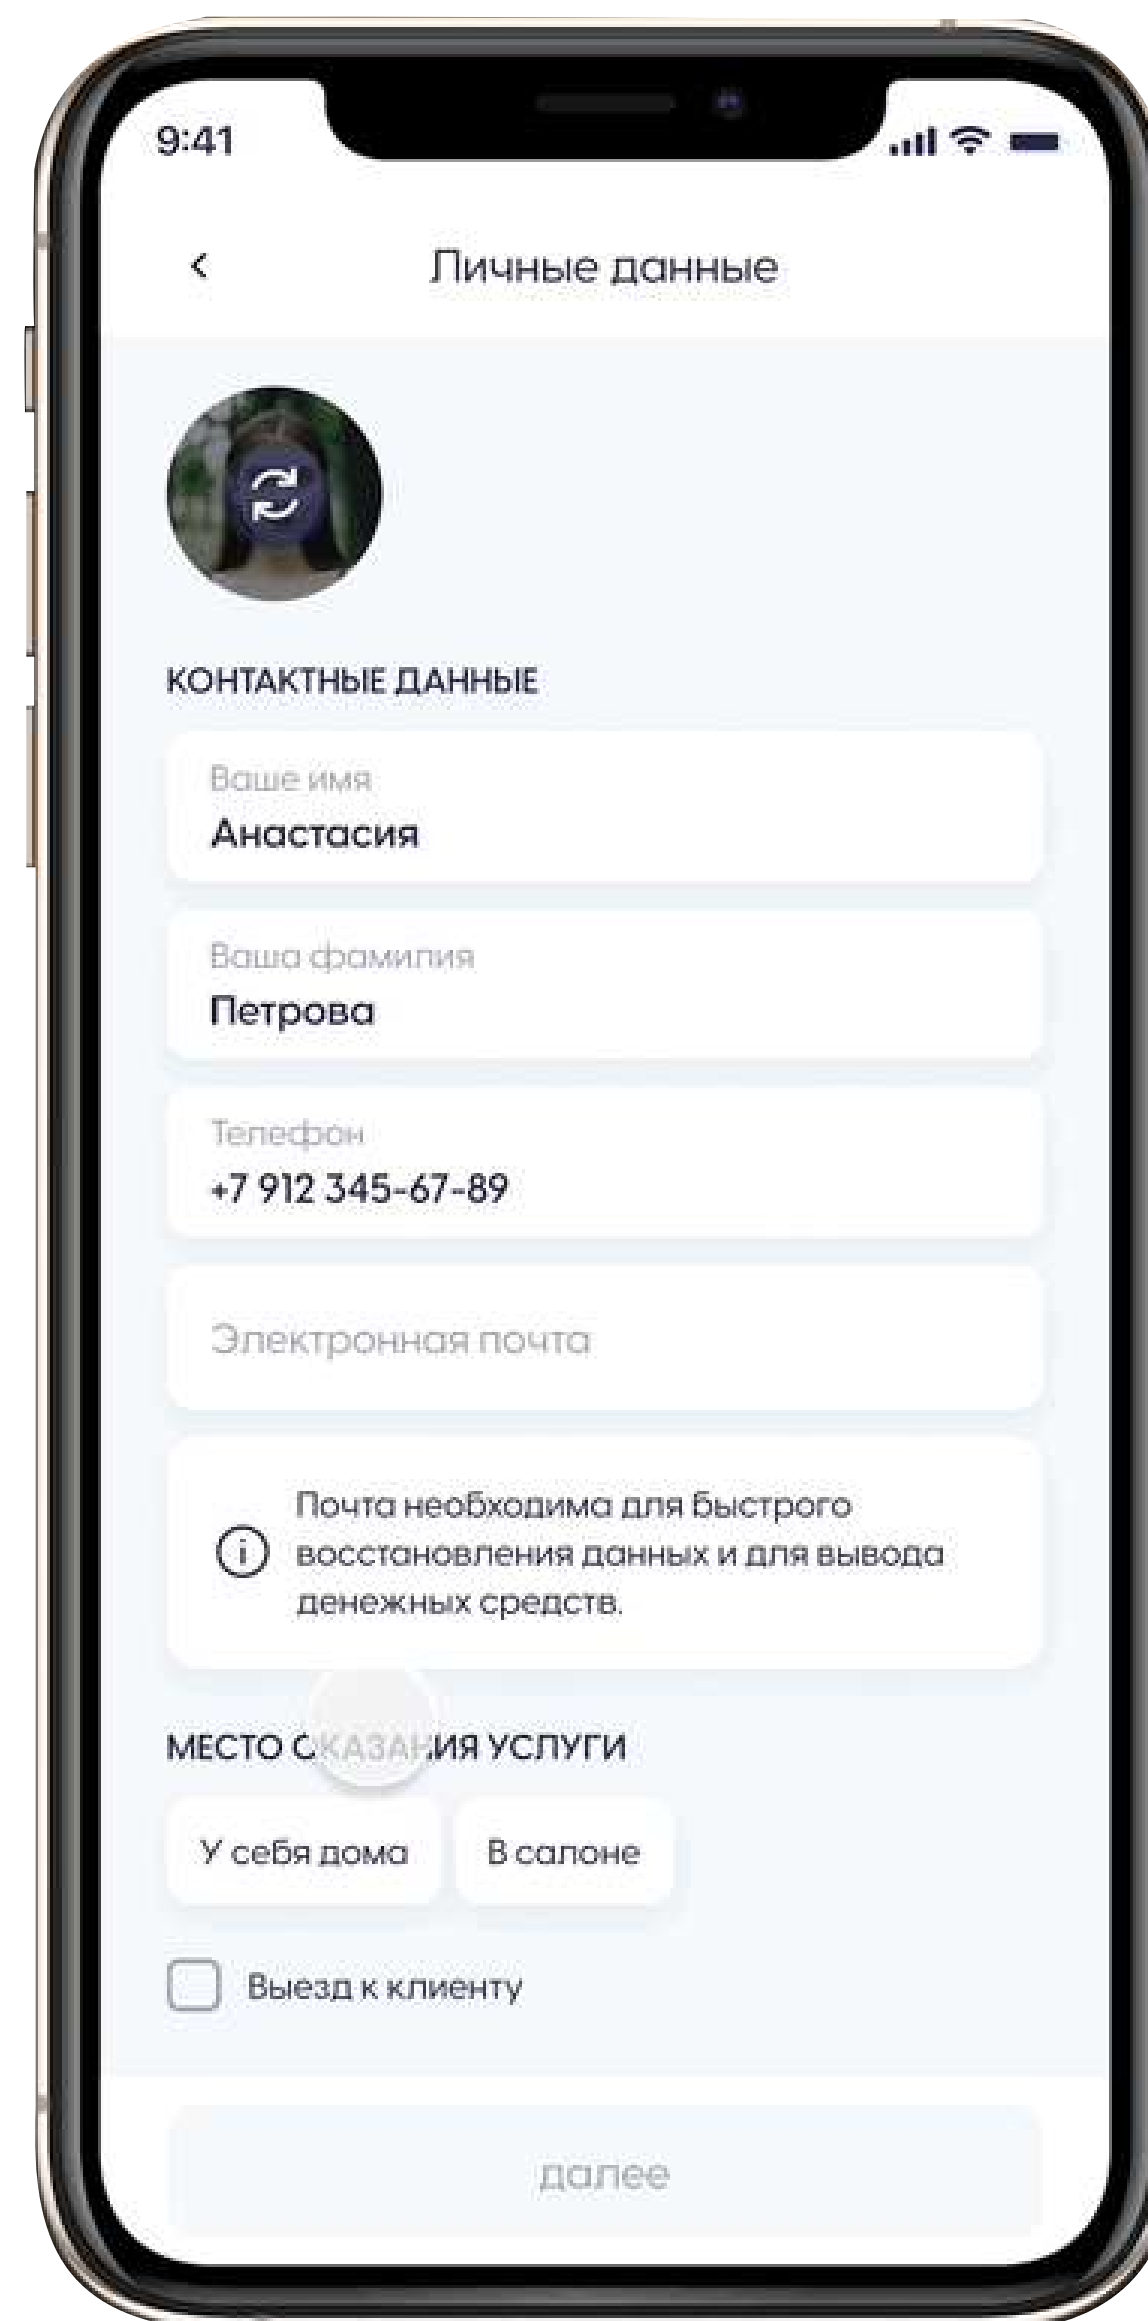 9:41
Личные данные
КОНТАКТНЫЕ ДАННЫЕ
Ваше имя
Анастасия
Ваша фамилия
Петрова
Телефон
+7 912 345-67-89
Электронная почта
Почта необходима для быстрого
восстановления данных и для вывода
денежных средств.
МЕСТО ОКАЗАНИЯ УСЛУГИ
У себя дома
В салоне
Выезд к клиенту
далее